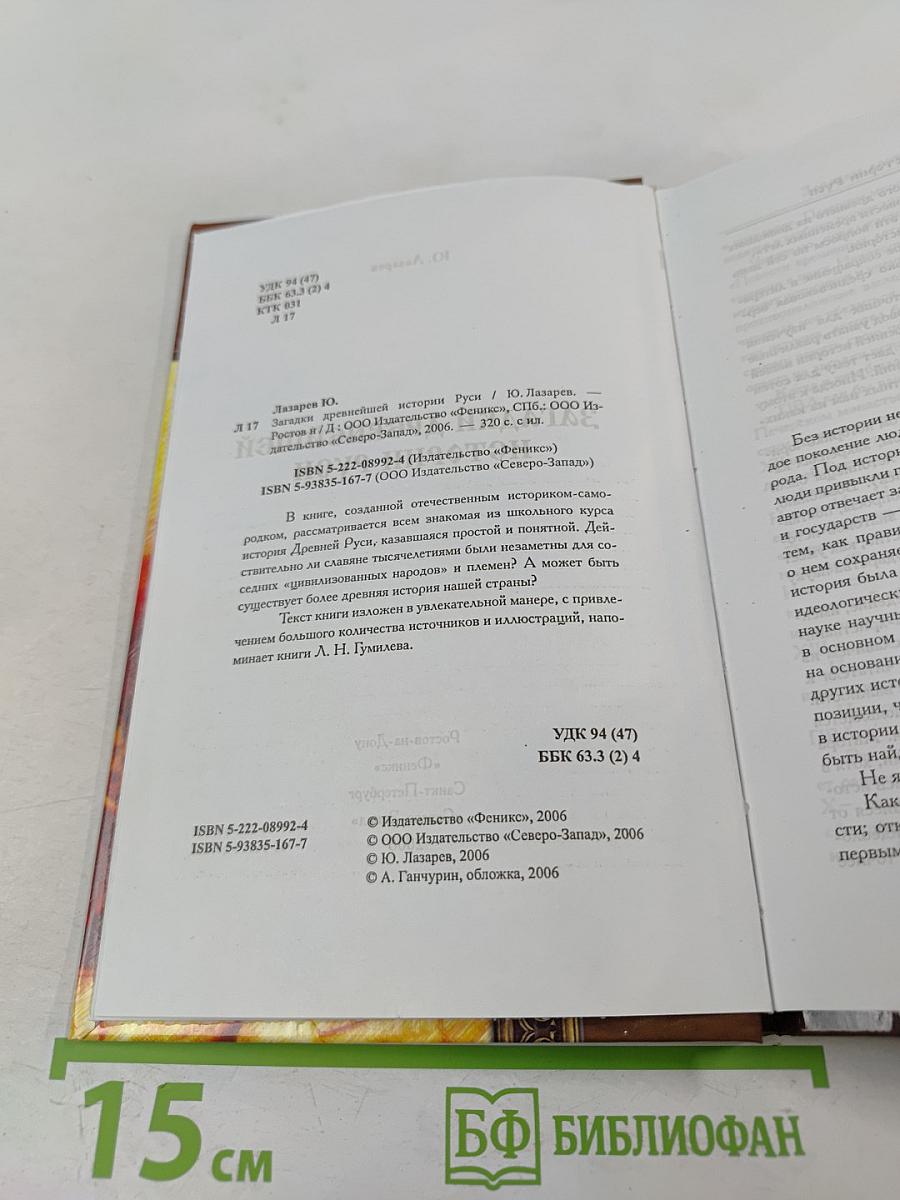 УДК 94 (47)
ББК 63.3 (2) 4
КТК 031
Л 17
Лазарев Ю.
Л 17 Загадки древнейшей истории Руси / Ю. Лазарев. —
Ростов н / Д : ООО Издательство «Феникс», СПб.: ООО Из-
дательство «Северо-Запад», 2006. — 320 с. с ил.
ISBN 5-222-08992-4 (Издательство «Феникс»)
ISBN 5-93835-167-7 (ООО Издательство «Северо-Запад»)
В книге, созданной отечественным историком-само-
родком, рассматривается всем знакомая из школьного курса
история Древней Руси, казавшаяся простой и понятной. Дей-
ствительно ли славяне тысячелетиями были незаметны для со-
седних «цивилизованных народов» и племен? А может быть
существует более древняя история нашей страны?
Текст книги изложен в увлекательной манере, с привле-
чением большого количества источников и иллюстраций, напо-
минает книги Л. Н. Гумилева.
УДК 94 (47)
ББК 63.3 (2) 4
ISBN 5-222-08992-4
ISBN 5-93835-167-7
© Издательство «Феникс», 2006
© ООО Издательство «Северо-Запад», 2006
© Ю. Лазарев, 2006
© А. Ганчурин, обложка, 2006
Без истории не
дое поколение лю
рода. Под истор
люди привыкли п
автор отвечает за
и государств —
тем, как прави
о нем сохраняе
история была
идеологическ
науке научны
в основном
на основани
других исто
позиции, ч
в истории
быть най
Не я
Как
сти; отк
первым
15 см
БФ БИБЛИОФАН